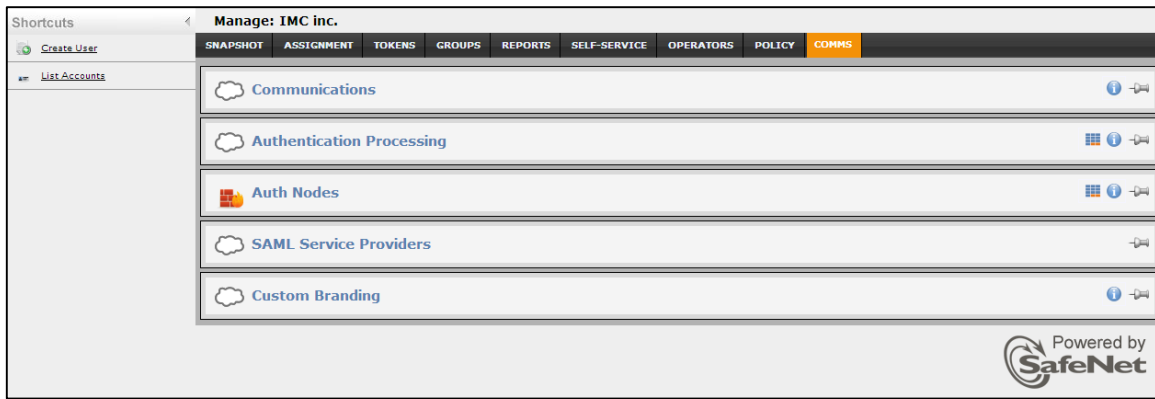 Shortcuts
Create User
List Accounts
Manage: IMC inc.
SNAPSHOT ASSIGNMENT TOKENS GROUPS REPORTS SELF-SERVICE OPERATORS POLICY COMMS
Communications
Authentication Processing
Auth Nodes
SAML Service Providers
Custom Branding
Powered by
SafeNet